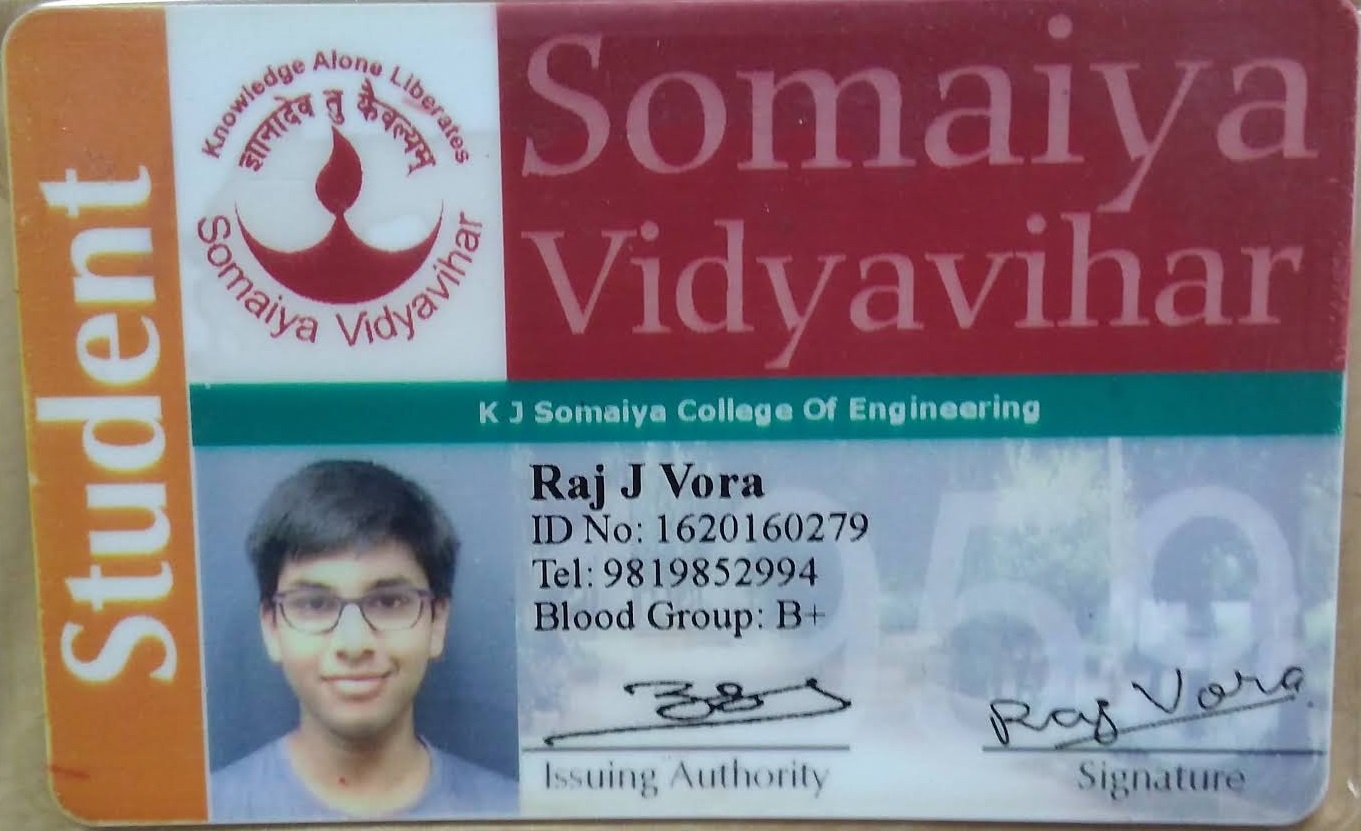 Student
Knowledge Alone Liberates
ज्ञानादेव तु कैवल्यम्
Somaiya Vidyavihar
Somaiya
Vidyavihar
K J Somaiya College Of Engineering
Raj J Vora
ID No: 1620160279
Tel: 9819852994
Blood Group: B+
Raj Vora
Issuing Authority
Signature